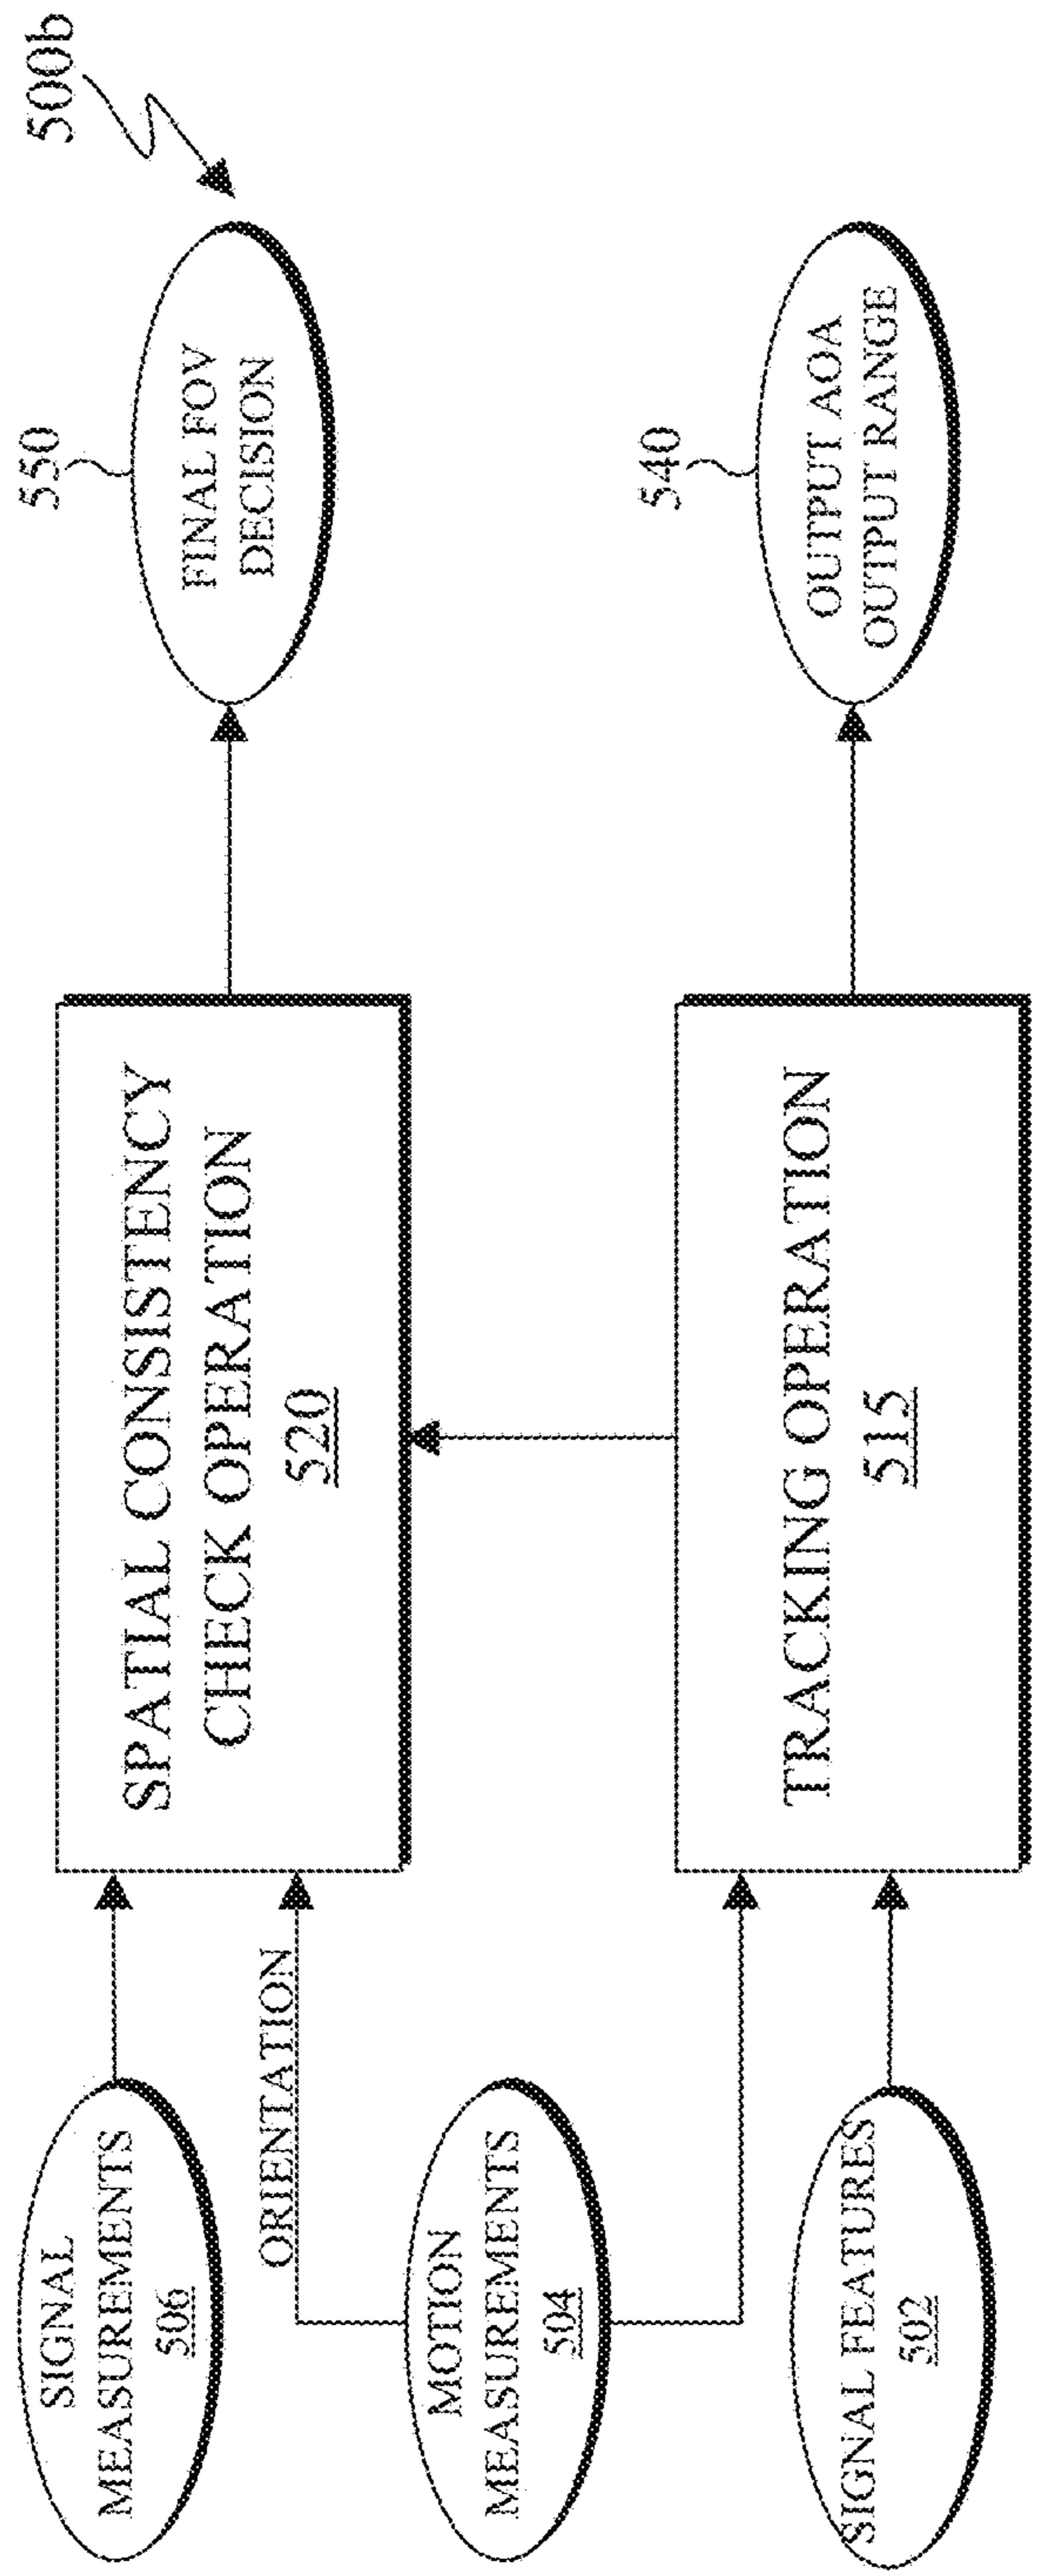 500b
SIGNAL
MEASUREMENTS
506
SPATIAL CONSISTENCY
CHECK OPERATION
520
550
FINAL FOV
DECISION
ORIENTATION
MOTION
MEASUREMENTS
504
SIGNAL FEATURES
502
TRACKING OPERATION
515
540
OUTPUT AOA
OUTPUT RANGE